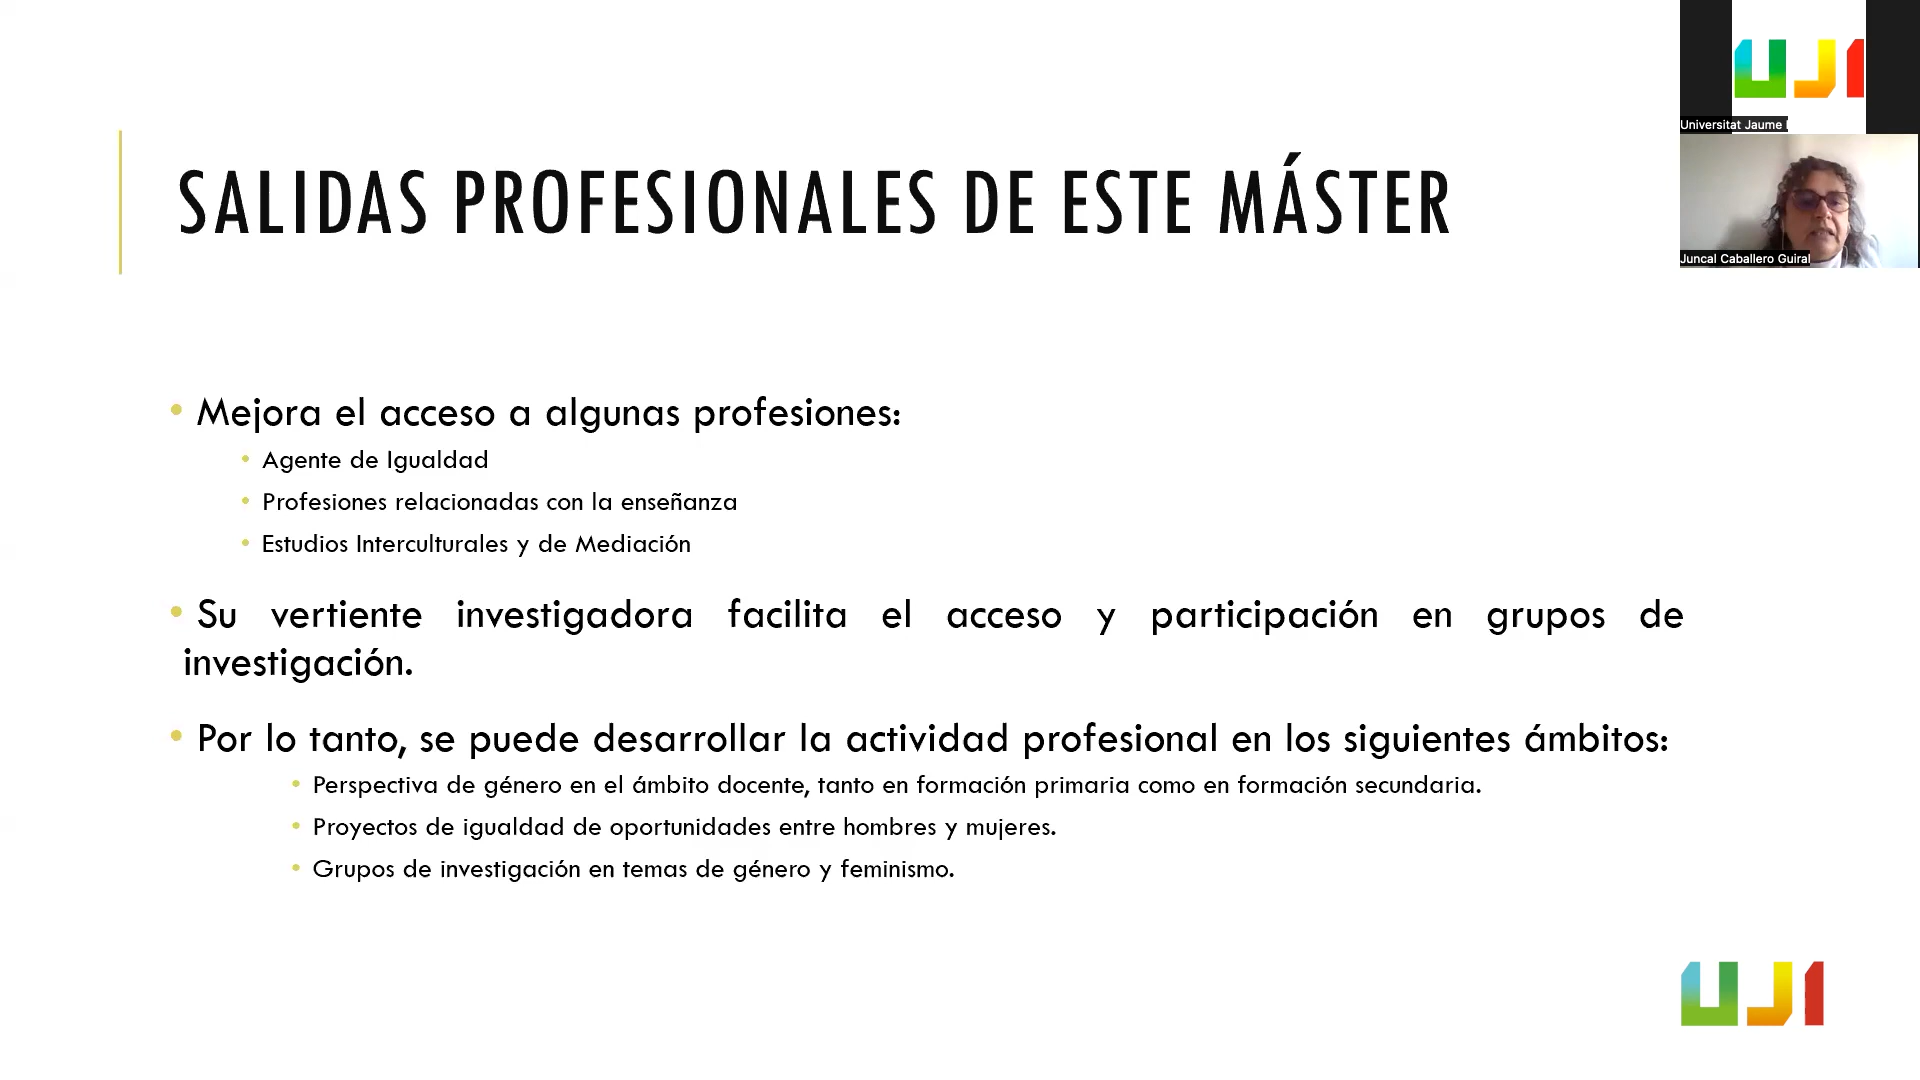 UJI
Universitat Jaume I
SALIDAS PROFESIONALES DE ESTE MÁSTER
Juncal Caballero Guiral
• Mejora el acceso a algunas profesiones:
• Agente de Igualdad
• Profesiones relacionadas con la enseñanza
• Estudios Interculturales y de Mediación
• Su vertiente investigadora facilita el acceso y participación en grupos de
investigación.
• Por lo tanto, se puede desarrollar la actividad profesional en los siguientes ámbitos:
• Perspectiva de género en el ámbito docente, tanto en formación primaria como en formación secundaria.
• Proyectos de igualdad de oportunidades entre hombres y mujeres.
• Grupos de investigación en temas de género y feminismo.
UJI